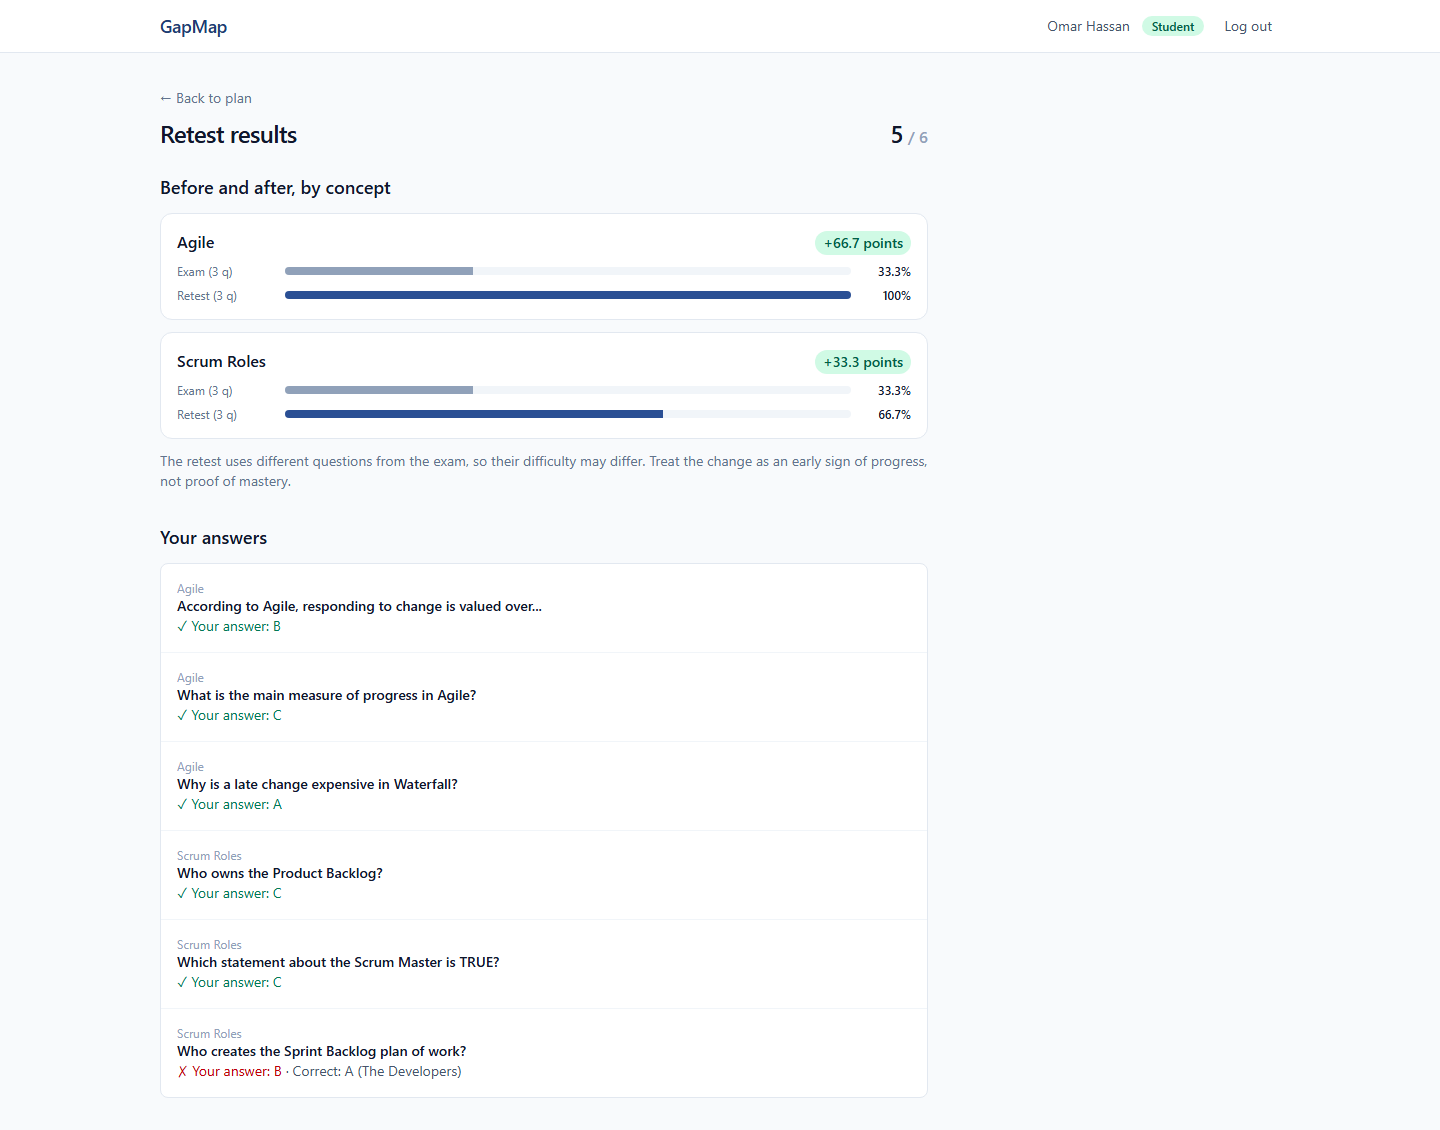 GapMap
Omar Hassan Student Log out
← Back to plan
Retest results 5 / 6
Before and after, by concept
Agile +66.7 points
Exam (3 q) 33.3%
Retest (3 q) 100%
Scrum Roles +33.3 points
Exam (3 q) 33.3%
Retest (3 q) 66.7%
The retest uses different questions from the exam, so their difficulty may differ. Treat the change as an early sign of progress,
not proof of mastery.
Your answers
Agile
According to Agile, responding to change is valued over...
✓ Your answer: B
Agile
What is the main measure of progress in Agile?
✓ Your answer: C
Agile
Why is a late change expensive in Waterfall?
✓ Your answer: A
Scrum Roles
Who owns the Product Backlog?
✓ Your answer: C
Scrum Roles
Which statement about the Scrum Master is TRUE?
✓ Your answer: C
Scrum Roles
Who creates the Sprint Backlog plan of work?
✗ Your answer: B · Correct: A (The Developers)